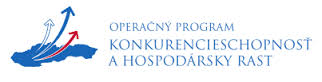 OPERAČNÝ PROGRAM
KONKURENCIESCHOPNOSŤ
A HOSPODÁRSKY RAST